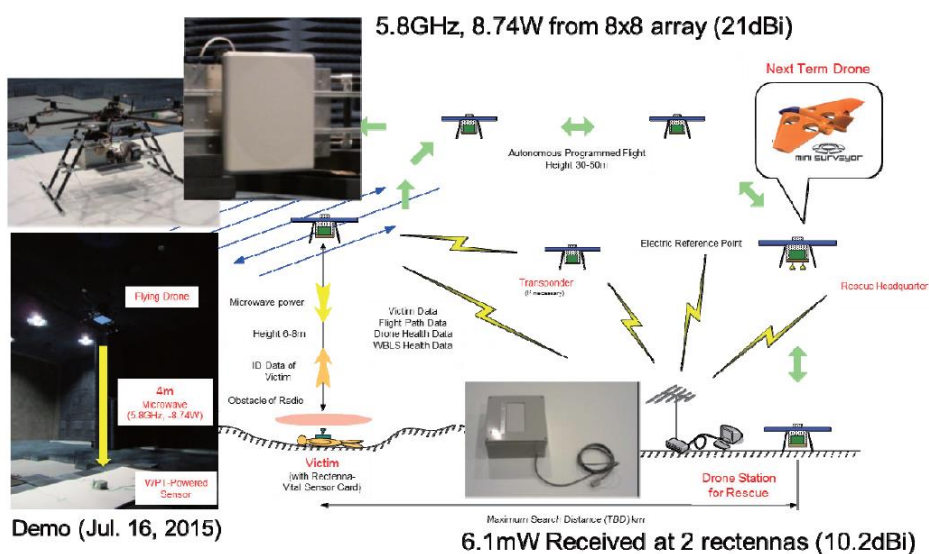 5.8GHz, 8.74W from 8x8 array (21dBi)
Next Term Drone
mini surveyor
Autonomous Programmed Flight
Height 30-50m
Electric Reference Point
Transponder
(If necessary)
Rescue Headquarter
Flying Drone
Microwave power
Height 6-8m
ID Data of
Victim
Obstacle of Radio
Victim Data
Flight Path Data
Drone Health Data
WBLS Health Data
4m
Microwave
(5.8GHz, -8.74W)
WPT-Powered
Sensor
Victim
(with Rectenna-
Vital Sensor Card)
Drone Station
for Rescue
Maximum Search Distance (TBD) km
Demo (Jul. 16, 2015)
6.1mW Received at 2 rectennas (10.2dBi)